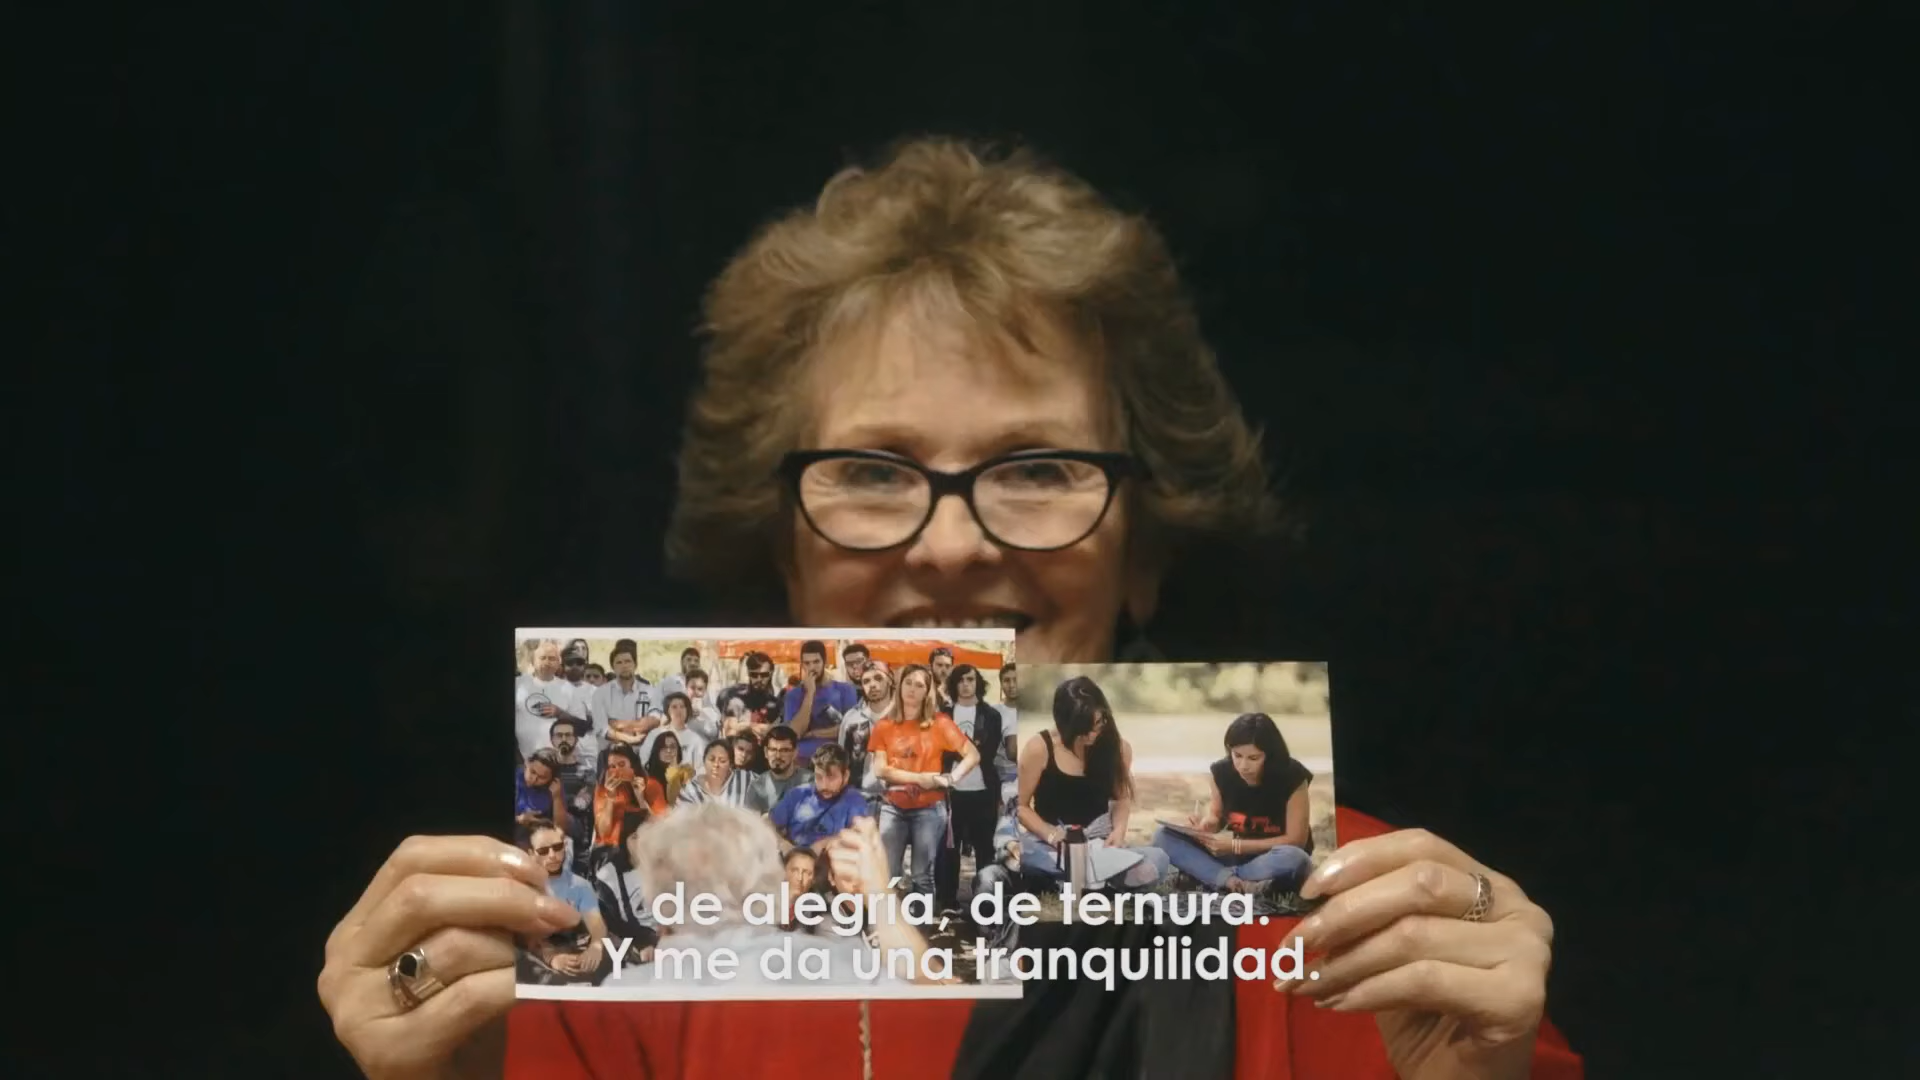 de alegría, de ternura.
Y me da una tranquilidad.